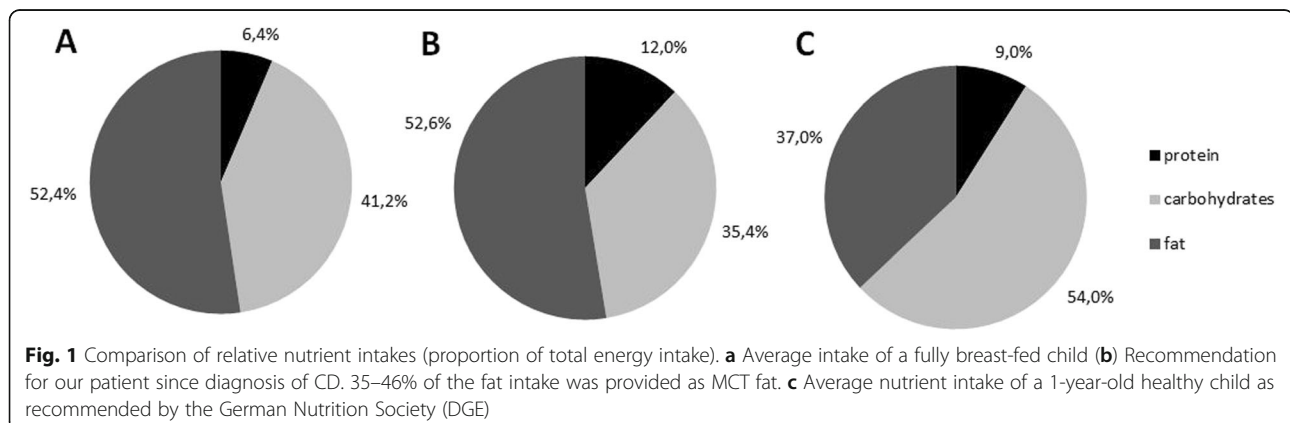 A
6,4%
52,4%
41,2%
B
12,0%
52,6%
35,4%
C
9,0%
37,0%
54,0%
protein
carbohydrates
fat
Fig. 1 Comparison of relative nutrient intakes (proportion of total energy intake). a Average intake of a fully breast-fed child (b) Recommendation
for our patient since diagnosis of CD. 35–46% of the fat intake was provided as MCT fat. c Average nutrient intake of a 1-year-old healthy child as
recommended by the German Nutrition Society (DGE)